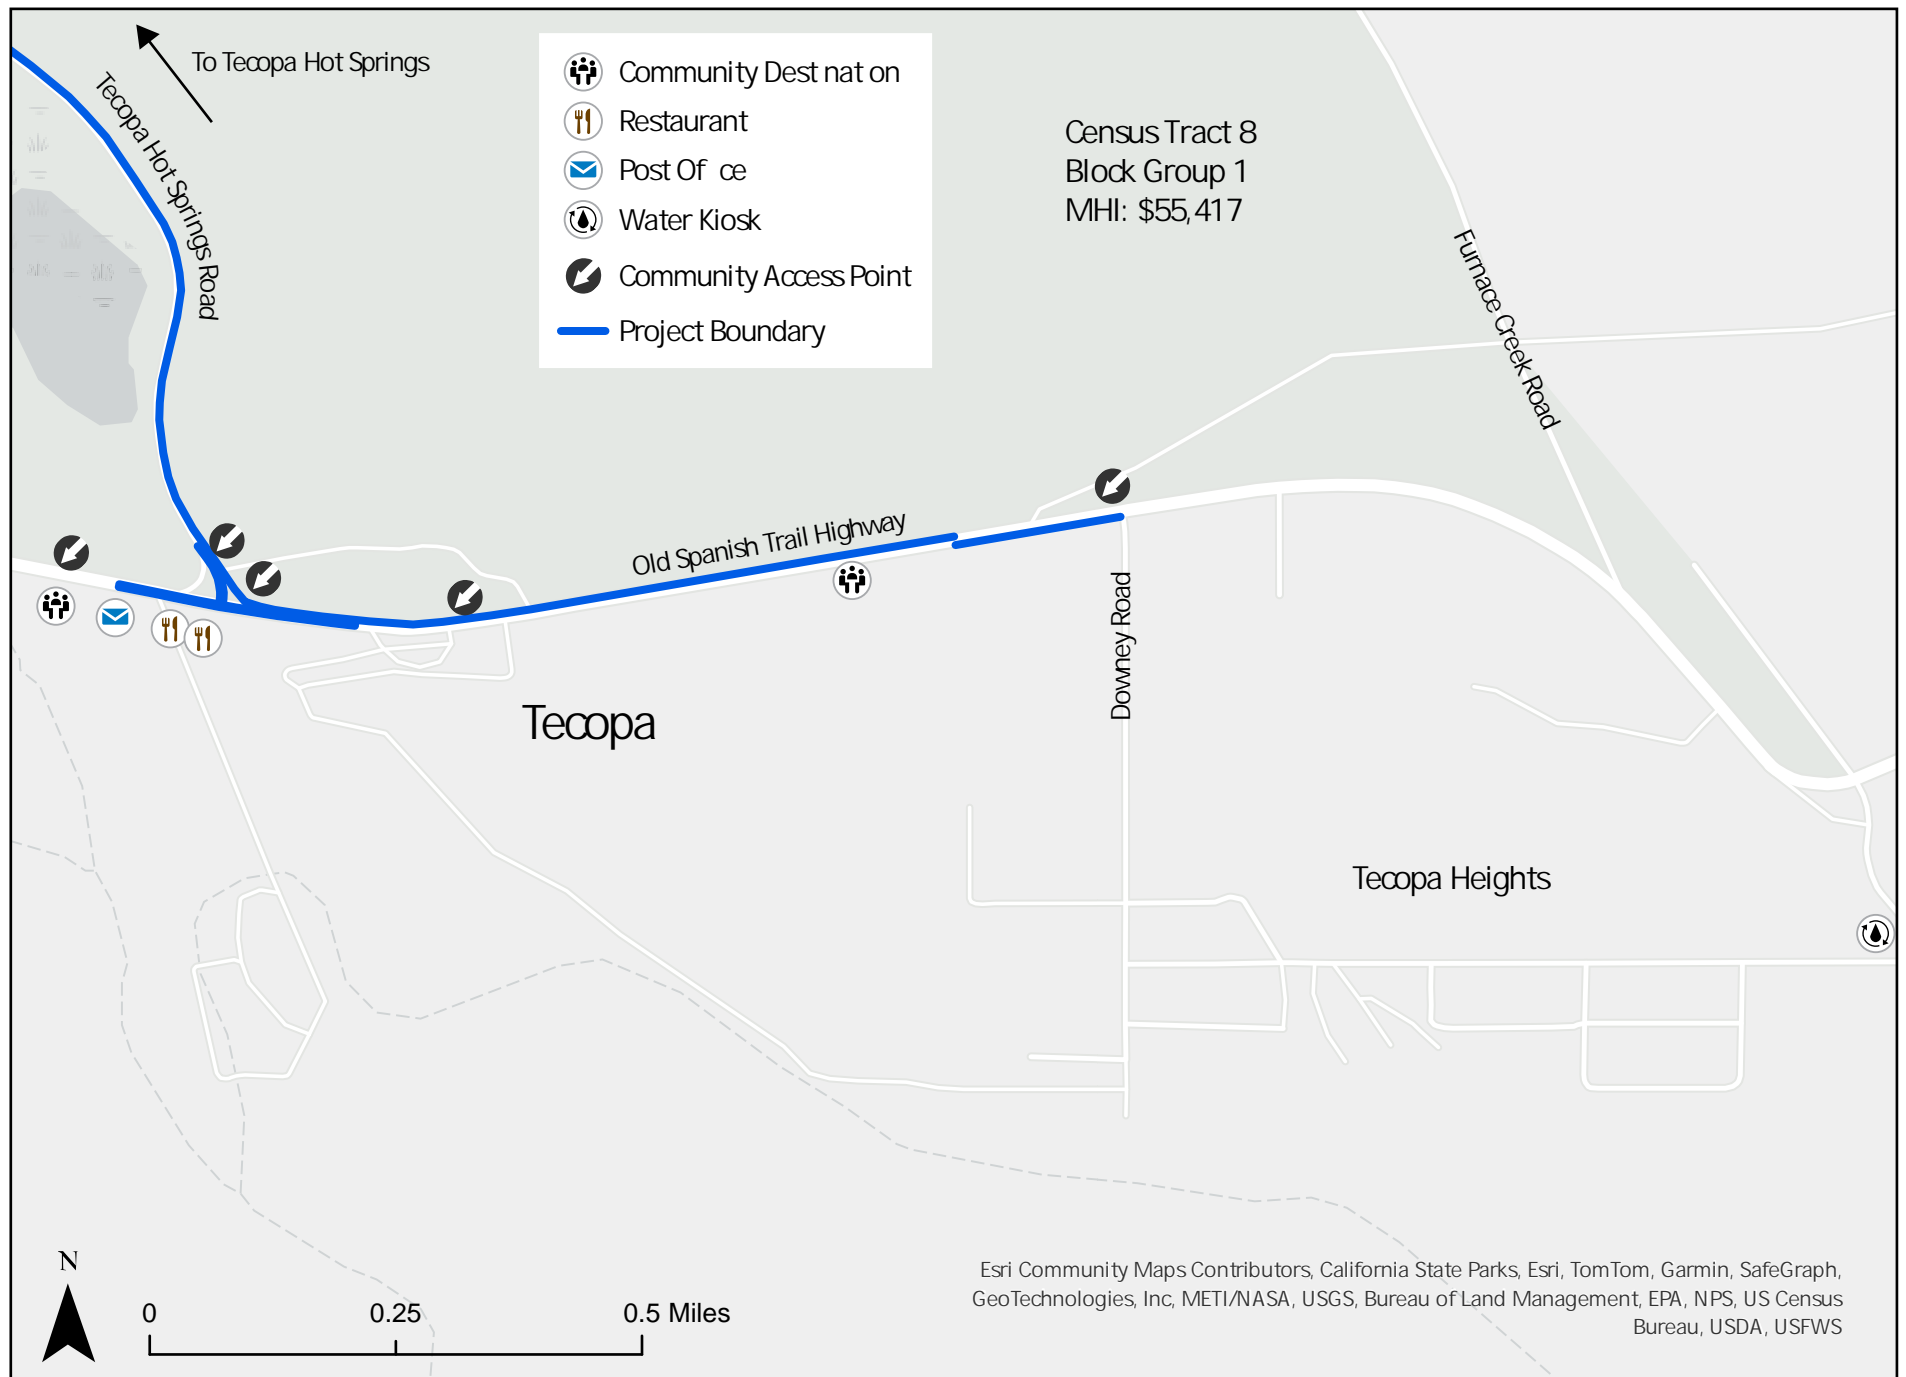 To Tecopa Hot Springs
Tecopa Hot Springs Road
Community Dest nat on
Restaurant
Post Of ce
Water Kiosk
Community Access Point
Project Boundary
Census Tract 8
Block Group 1
MHI: $55,417
Furnace Creek Road
Old Spanish Trail Highway
Downey Road
Tecopa
Tecopa Heights
N
0 0.25 0.5 Miles
Esri Community Maps Contributors, California State Parks, Esri, TomTom, Garmin, SafeGraph,
GeoTechnologies, Inc, METI/NASA, USGS, Bureau of Land Management, EPA, NPS, US Census
Bureau, USDA, USFWS